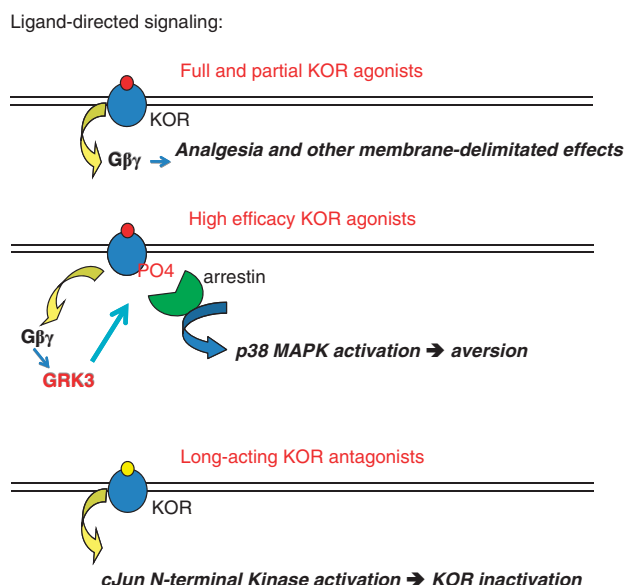 Ligand-directed signaling:
Full and partial KOR agonists
KOR
Gβγ
Analgesia and other membrane-delimitated effects
High efficacy KOR agonists
PO4
arrestin
Gβγ
p38 MAPK activation ➔ aversion
GRK3
Long-acting KOR antagonists
KOR
cJun N-terminal Kinase activation ➔ KOR inactivation